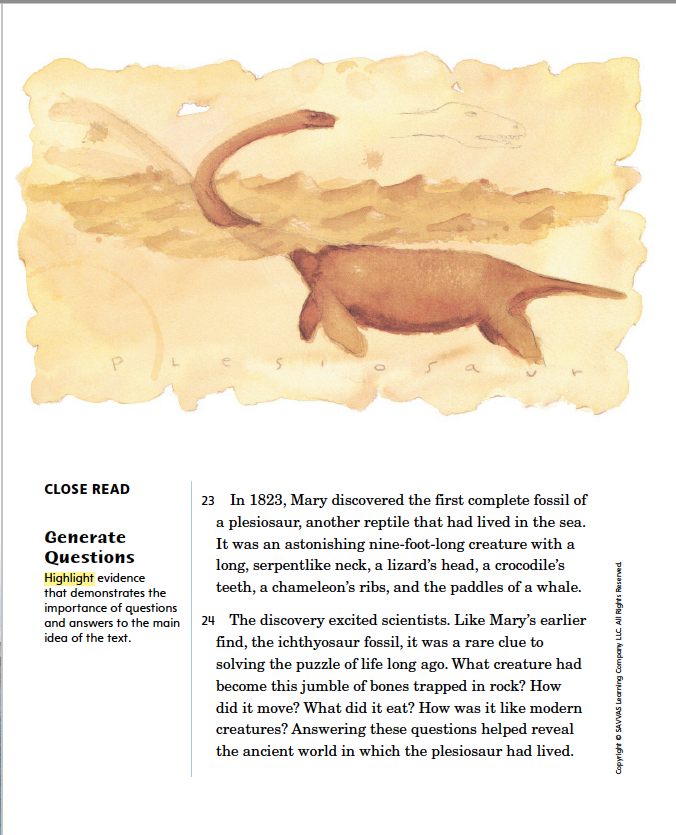 Plesiosaur
CLOSE READ
Generate
Questions
Highlight evidence
that demonstrates the
importance of questions
and answers to the main
idea of the text.
23 In 1823, Mary discovered the first complete fossil of
a plesiosaur, another reptile that had lived in the sea.
It was an astonishing nine-foot-long creature with a
long, serpentlike neck, a lizard’s head, a crocodile’s
teeth, a chameleon’s ribs, and the paddles of a whale.
24 The discovery excited scientists. Like Mary’s earlier
find, the ichthyosaur fossil, it was a rare clue to
solving the puzzle of life long ago. What creature had
become this jumble of bones trapped in rock? How
did it move? What did it eat? How was it like modern
creatures? Answering these questions helped reveal
the ancient world in which the plesiosaur had lived.
Copyright © SAVVAS Learning Company LLC. All Rights Reserved.